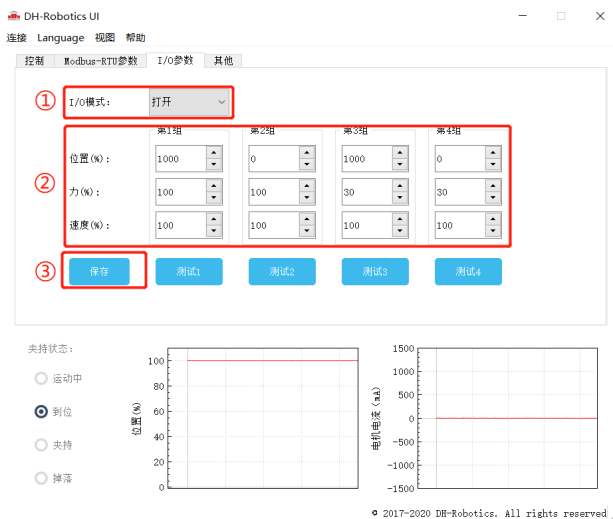 DH-Robotics UI
连接 Language 视图 帮助
控制 Modbus-RTU参数 I/O参数 其他
① I/O模式: 打开
第1组 第2组 第3组 第4组
位置(%): 1000 0 1000 0
② 力(%): 100 100 30 30
速度(%): 100 100 100 100
③ 保存 测试1 测试2 测试3 测试4
夹持状态:
运动中
到位
夹持
掉落
位置(%)
100
80
60
40
20
0
电机电流 (mA)
1500
1000
500
0
-500
-1000
-1500
© 2017-2020 DH-Robotics. All rights reserved.